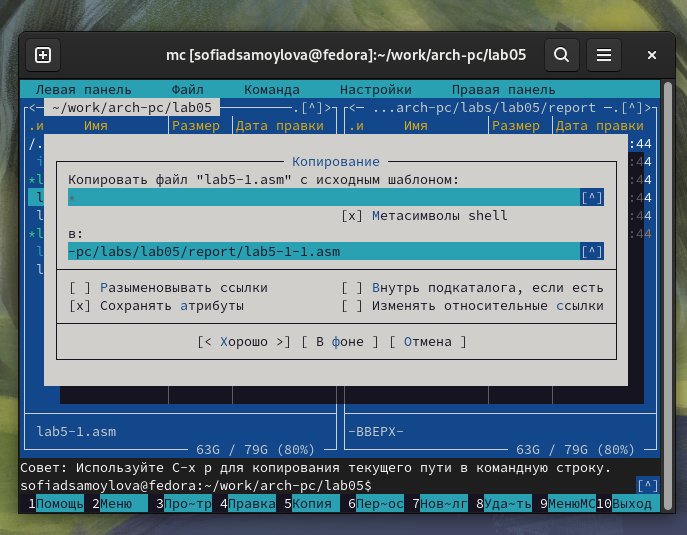 mc [sofiadsamoylova@fedora]:~/work/arch-pc/lab05
Левая панель Файл Команда Настройки Правая панель
<— ~/work/arch-pc/lab05 .[^]> <— ...arch-pc/labs/lab05/report —.[^]>
.и Имя Размер Дата правки .и Имя Размер Дата правки
/. :44
Копирование
Копировать файл "lab5-1.asm" с исходным шаблоном:
* [^]
[x] Метасимволы shell
в:
-pc/labs/lab05/report/lab5-1-1.asm [^]
[ ] Разыменовывать ссылки [ ] Внутрь подкаталога, если есть
[x] Сохранять атрибуты [ ] Изменять относительные ссылки
[< Хорошо >] [ В фоне ] [ Отмена ]
lab5-1.asm -ВВЕРХ-
63G / 79G (80%) 63G / 79G (80%)
Совет: Используйте C-x p для копирования текущего пути в командную строку.
sofiadsamoylova@fedora:~/work/arch-pc/lab05$ [^]
1Помощь 2Меню 3Про~тр 4Правка 5Копия 6Пер~ос 7Нов~лг 8Уда~ть 9МенюMC 10Выход